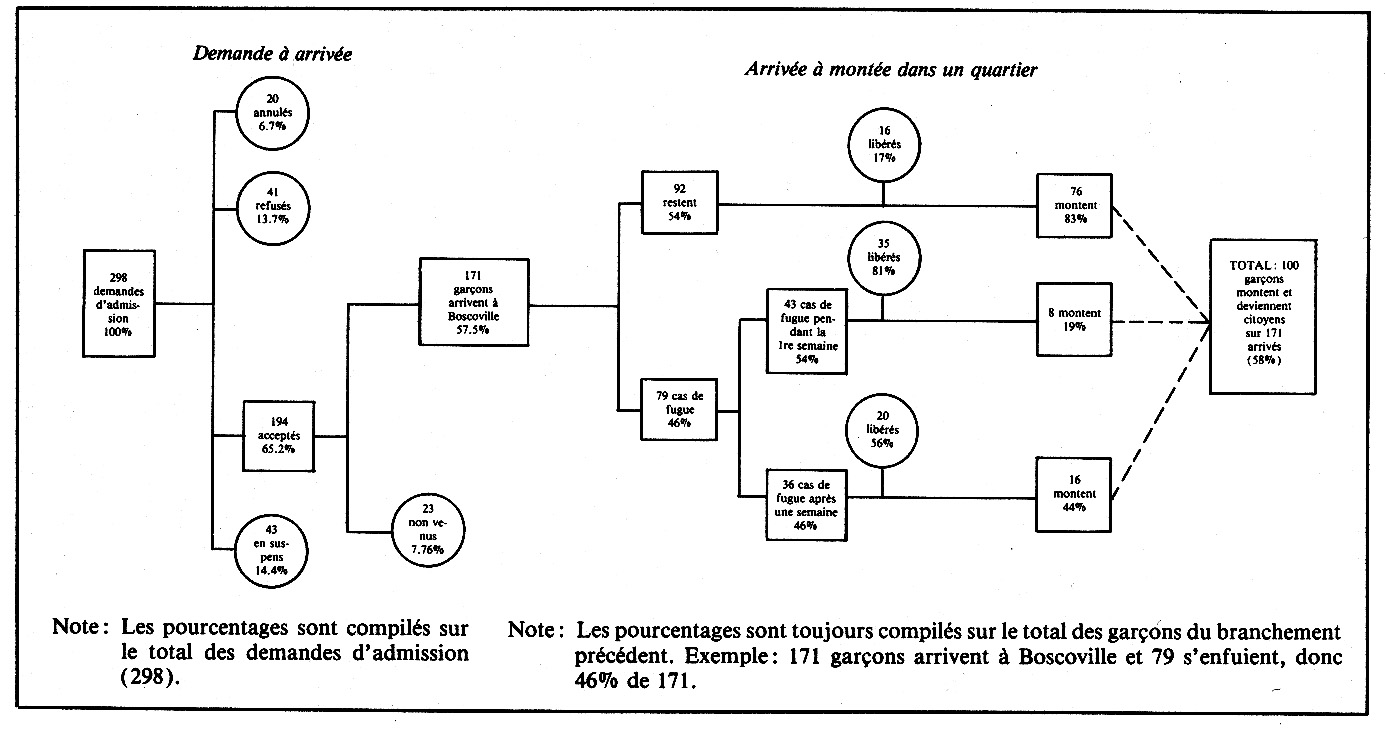 Demande à arrivée
20
annulés
6.7%
41
refusés
13.7%
298
demandes
d'admis-
sion
100%
194
acceptés
65.2%
43
en sus-
pens
14.4%
171
garçons
arrivent à
Boscoville
57.5%
23
non ve-
nus
7.76%
Arrivée à montée dans un quartier
16
libérés
17%
92
restent
54%
76
montent
83%
35
libérés
81%
43 cas de
fugue pen-
dant la
1re semaine
54%
8 montent
19%
79 cas de
fugue
46%
20
libérés
56%
36 cas de
fugue après
une semaine
46%
16
montent
44%
TOTAL : 100
garçons
montent et
deviennent
citoyens
sur 171
arrivés
(58%)
Note : Les pourcentages sont compilés sur
le total des demandes d'admission
(298).
Note : Les pourcentages sont toujours compilés sur le total des garçons du branchement
précédent. Exemple : 171 garçons arrivent à Boscoville et 79 s'enfuient, donc
46% de 171.